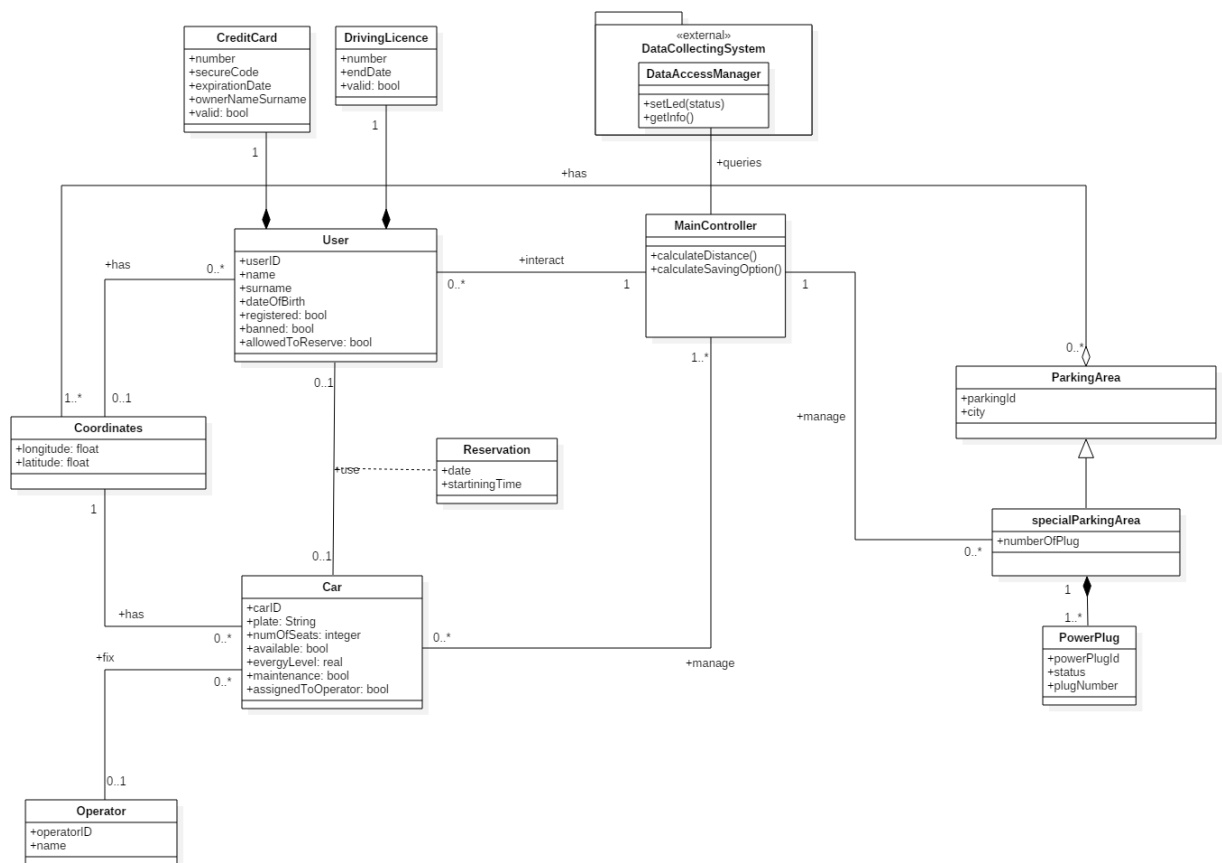 CreditCard
+number
+secureCode
+expirationDate
+ownerNameSurname
+valid: bool
DrivingLicence
+number
+endDate
+valid: bool
«external»
DataCollectingSystem
DataAccessManager
+setLed(status)
+getInfo()
1
1
+queries
+has
User
+userID
+name
+surname
+dateOfBirth
+registered: bool
+banned: bool
+allowedToReserve: bool
+has
0..*
+interact
0..*
1
MainController
+calculateDistance()
+calculateSavingOption()
1
1..*
0..*
ParkingArea
+parkingId
+city
0..1
1..*
0..1
+manage
Coordinates
+longitude: float
+latitude: float
Reservation
+date
+startiningTime
+use
1
specialParkingArea
+numberOfPlug
0..*
0..1
Car
+carID
+plate: String
+numOfSeats: integer
+available: bool
+evergyLevel: real
+maintenance: bool
+assignedToOperator: bool
+has
0..*
0..*
+manage
1
1..*
PowerPlug
+powerPlugId
+status
+plugNumber
+fix
0..*
0..1
Operator
+operatorID
+name